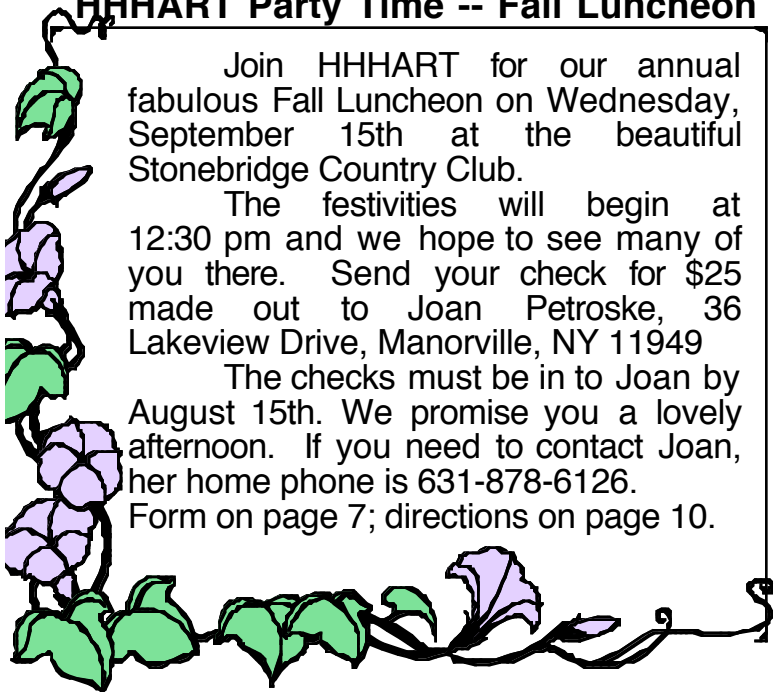 HHHART Party Time -- Fall Luncheon
Join HHHART for our annual
fabulous Fall Luncheon on Wednesday,
September 15th at the beautiful
Stonebridge Country Club.
The festivities will begin at
12:30 pm and we hope to see many of
you there. Send your check for $25
made out to Joan Petroske, 36
Lakeview Drive, Manorville, NY 11949
The checks must be in to Joan by
August 15th. We promise you a lovely
afternoon. If you need to contact Joan,
her home phone is 631-878-6126.
Form on page 7; directions on page 10.